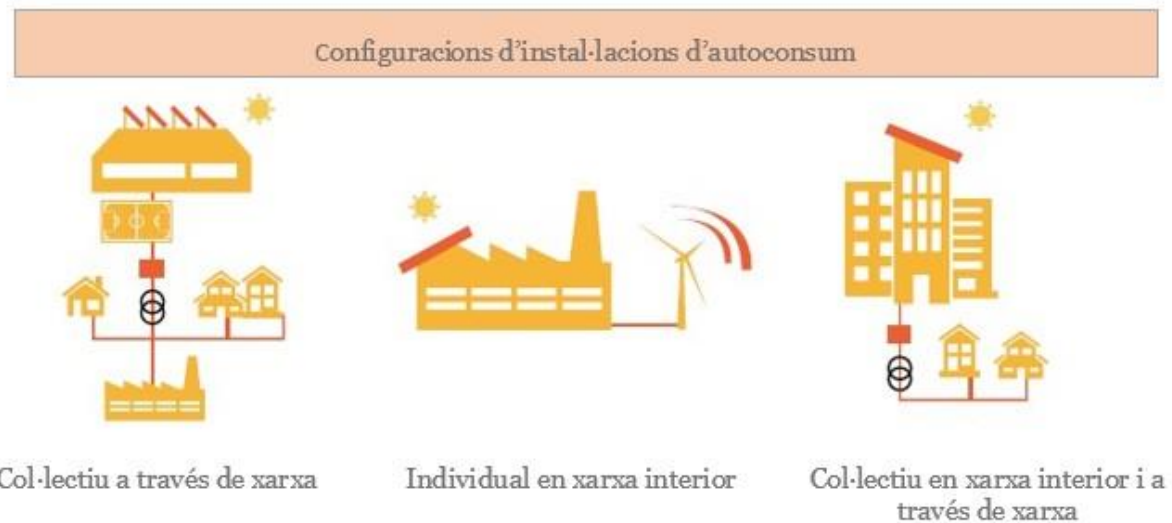 Configuracions d’instal·lacions d’autoconsum
Col·lectiu a través de xarxa
Individual en xarxa interior
Col·lectiu en xarxa interior i a
través de xarxa